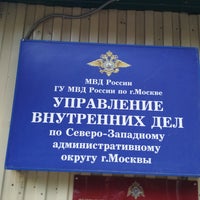 МВД России
ГУ МВД России по г.Москве
УПРАВЛЕНИЕ
ВНУТРЕННИХ ДЕЛ
по Северо-Западному
административному
округу г.Москвы